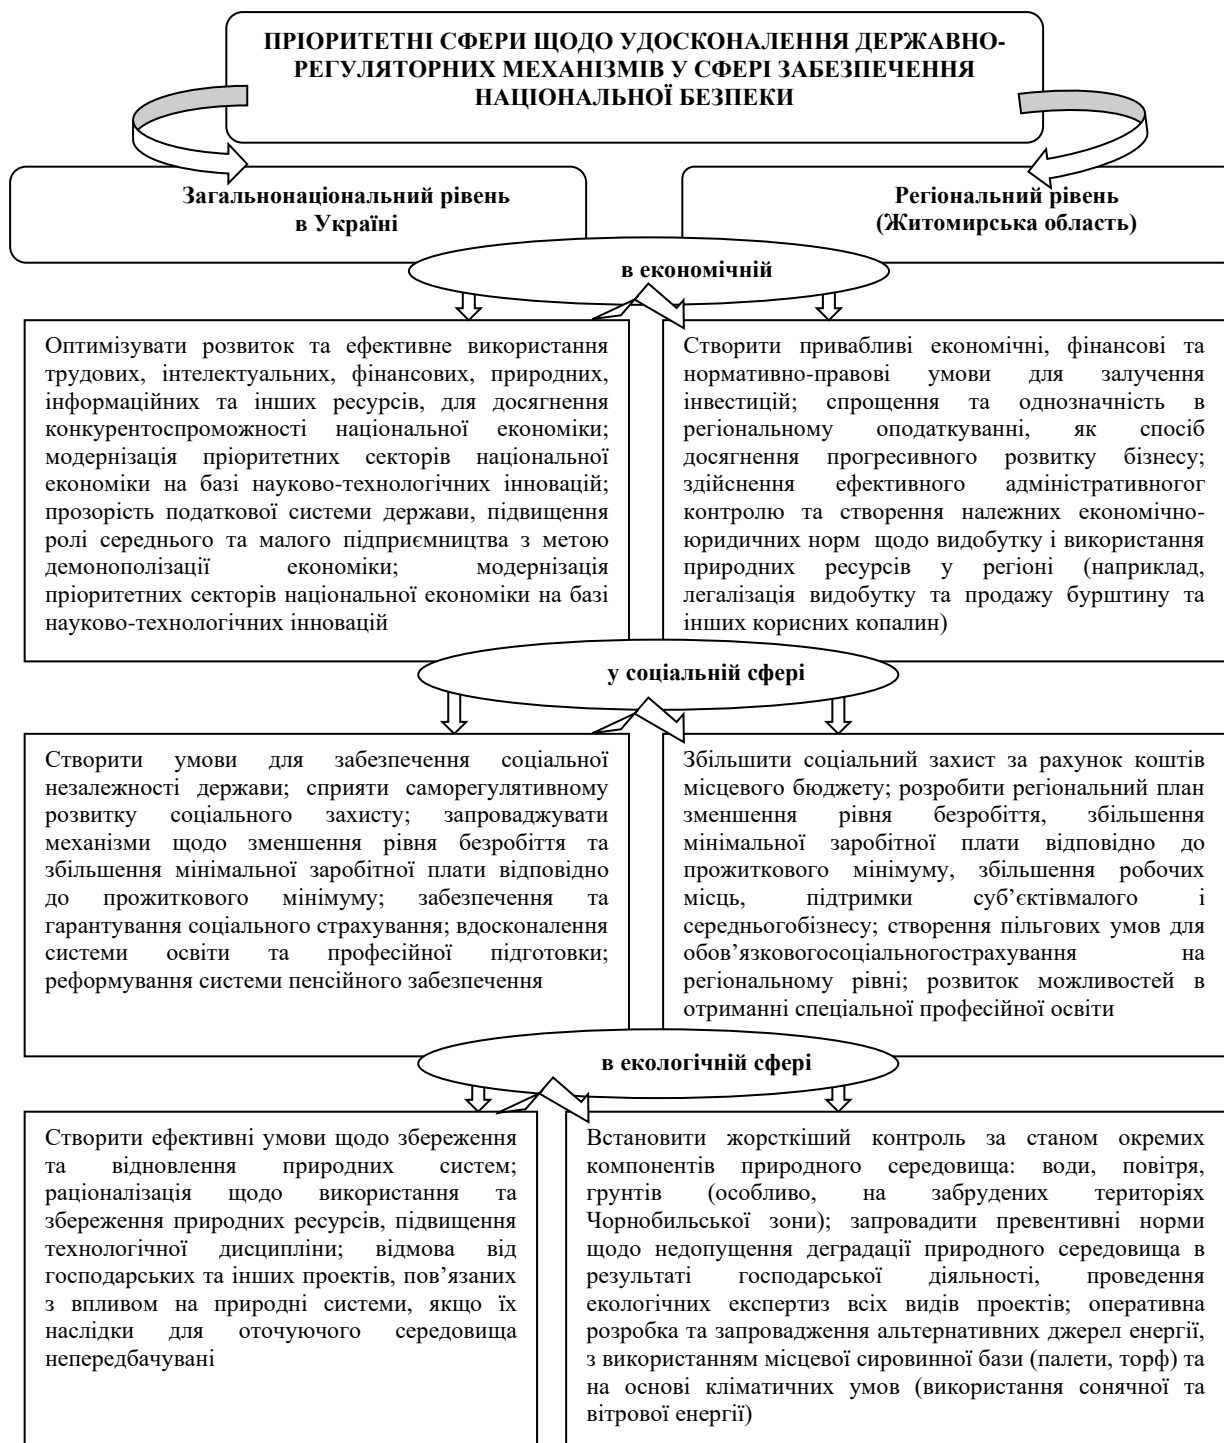 ПРІОРИТЕТНІ СФЕРИ ЩОДО УДОСКОНАЛЕННЯ ДЕРЖАВНО-
РЕГУЛЯТОРНИХ МЕХАНІЗМІВ У СФЕРІ ЗАБЕЗПЕЧЕННЯ
НАЦІОНАЛЬНОЇ БЕЗПЕКИ
Загальнонаціональний рівень
в Україні
Регіональний рівень
(Житомирська область)
в економічній
Оптимізувати розвиток та ефективне використання
трудових, інтелектуальних, фінансових, природних,
інформаційних та інших ресурсів, для досягнення
конкурентоспроможності національної економіки;
модернізація пріоритетних секторів національної
економіки на базі науково-технологічних інновацій;
прозорість податкової системи держави, підвищення
ролі середнього та малого підприємництва з метою
демонополізації економіки; модернізація
пріоритетних секторів національної економіки на базі
науково-технологічних інновацій
Створити привабливі економічні, фінансові та
нормативно-правові умови для залучення
інвестицій; спрощення та однозначність в
регіональному оподаткуванні, як спосіб
досягнення прогресивного розвитку бізнесу;
здійснення ефективного адміністративногог
контролю та створення належних економічно-
юридичних норм щодо видобутку і використання
природних ресурсів у регіоні (наприклад,
легалізація видобутку та продажу бурштину та
інших корисних копалин)
у соціальній сфері
Створити умови для забезпечення соціальної
незалежності держави; сприяти саморегулятивному
розвитку соціального захисту; запроваджувати
механізми щодо зменшення рівня безробіття та
збільшення мінімальної заробітної плати відповідно
до прожиткового мінімуму; забезпечення та
гарантування соціального страхування; вдосконалення
системи освіти та професійної підготовки;
реформування системи пенсійного забезпечення
Збільшити соціальний захист за рахунок коштів
місцевого бюджету; розробити регіональний план
зменшення рівня безробіття, збільшення
мінімальної заробітної плати відповідно до
прожиткового мінімуму, збільшення робочих
місць, підтримки суб’єктівмалого і
середньогобізнесу; створення пільгових умов для
обов’язковогосоціальногострахування на
регіональному рівні; розвиток можливостей в
отриманні спеціальної професійної освіти
в екологічній сфері
Створити ефективні умови щодо збереження
та відновлення природних систем;
раціоналізація щодо використання та
збереження природних ресурсів, підвищення
технологічної дисципліни; відмова від
господарських та інших проектів, пов’язаних
з впливом на природні системи, якщо їх
наслідки для оточуючого середовища
непередбачувані
Встановити жорсткіший контроль за станом окремих
компонентів природного середовища: води, повітря,
грунтів (особливо, на забрудених територіях
Чорнобильської зони); запровадити превентивні норми
щодо недопущення деградації природного середовища в
результаті господарської діяльності, проведення
екологічних експертиз всіх видів проектів; оперативна
розробка та запровадження альтернативних джерел енергії,
з використанням місцевої сировинної бази (палети, торф) та
на основі кліматичних умов (використання сонячної та
вітрової енергії)